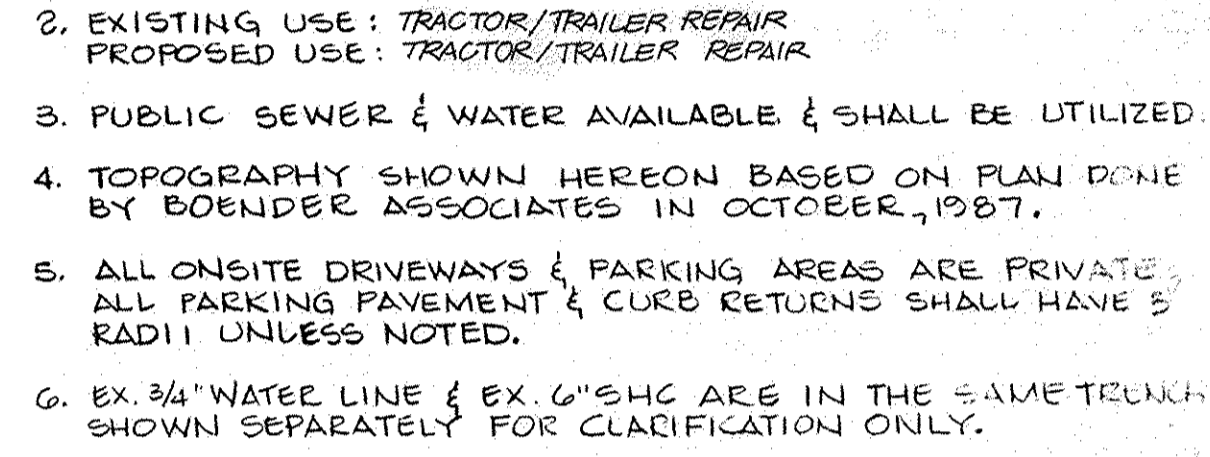 2. EXISTING USE: TRACTOR/TRAILER REPAIR
PROPOSED USE: TRACTOR/TRAILER REPAIR
3. PUBLIC SEWER & WATER AVAILABLE & SHALL BE UTILIZED.
4. TOPOGRAPHY SHOWN HEREON BASED ON PLAN DONE
BY BOENDER ASSOCIATES IN OCTOBER, 1987.
5. ALL ONSITE DRIVEWAYS & PARKING AREAS ARE PRIVATE,
ALL PARKING PAVEMENT & CURB RETURNS SHALL HAVE 5
RADII UNLESS NOTED.
6. EX. 3/4" WATER LINE & EX. 6" SHC ARE IN THE SAME TRENCH
SHOWN SEPARATELY FOR CLARIFICATION ONLY.